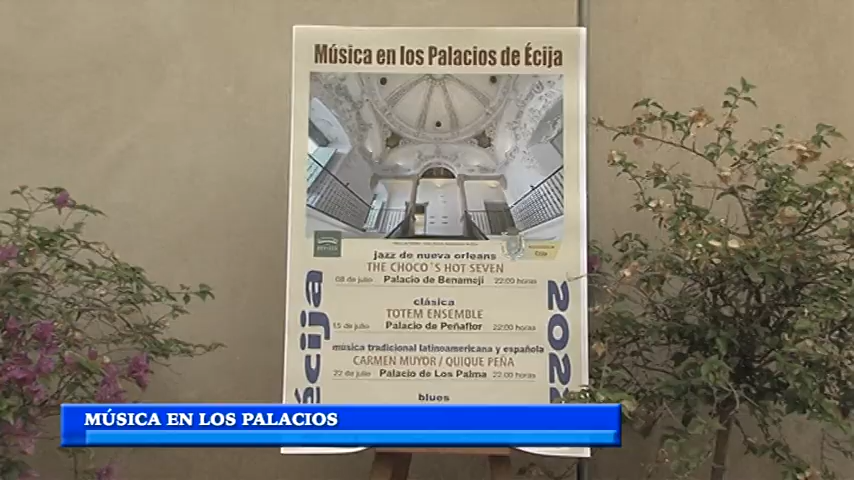 Música en los Palacios de Écija
jazz de nueva orleans
THE CHOCO´S HOT SEVEN
08 de julio Palacio de Benamejí 22:00 horas
clásica
TOTEM ENSEMBLE
15 de julio Palacio de Peñaflor 22:00 horas
música tradicional latinoamericana y española
CARMEN MUYOR / QUIQUE PEÑA
22 de julio Palacio de Los Palma 22:00 horas
blues
écija
202
MÚSICA EN LOS PALACIOS